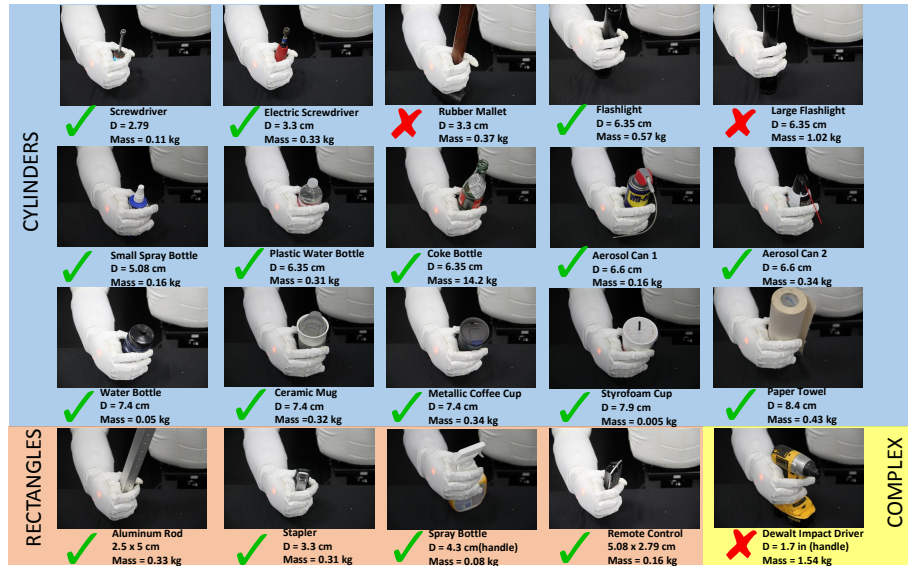 CYLINDERS
Screwdriver
D = 2.79
Mass = 0.11 kg
Electric Screwdriver
D = 3.3 cm
Mass = 0.33 kg
Rubber Mallet
D = 3.3 cm
Mass = 0.37 kg
Flashlight
D = 6.35 cm
Mass = 0.57 kg
Large Flashlight
D = 6.35 cm
Mass = 1.02 kg
Small Spray Bottle
D = 5.08 cm
Mass = 0.16 kg
Plastic Water Bottle
D = 6.35 cm
Mass = 0.31 kg
Coke Bottle
D = 6.35 cm
Mass = 14.2 kg
Aerosol Can 1
D = 6.6 cm
Mass = 0.16 kg
Aerosol Can 2
D = 6.6 cm
Mass = 0.34 kg
Water Bottle
D = 7.4 cm
Mass = 0.05 kg
Ceramic Mug
D = 7.4 cm
Mass =0.32 kg
Metallic Coffee Cup
D = 7.4 cm
Mass = 0.34 kg
Styrofoam Cup
D = 7.9 cm
Mass = 0.005 kg
Paper Towel
D = 8.4 cm
Mass = 0.43 kg
RECTANGLES
Aluminum Rod
2.5 x 5 cm
Mass = 0.33 kg
Stapler
D = 3.3 cm
Mass = 0.31 kg
Spray Bottle
D = 4.3 cm(handle)
Mass = 0.08 kg
Remote Control
5.08 x 2.79 cm
Mass = 0.16 kg
COMPLEX
Dewalt Impact Driver
D = 1.7 in (handle)
Mass = 1.54 kg